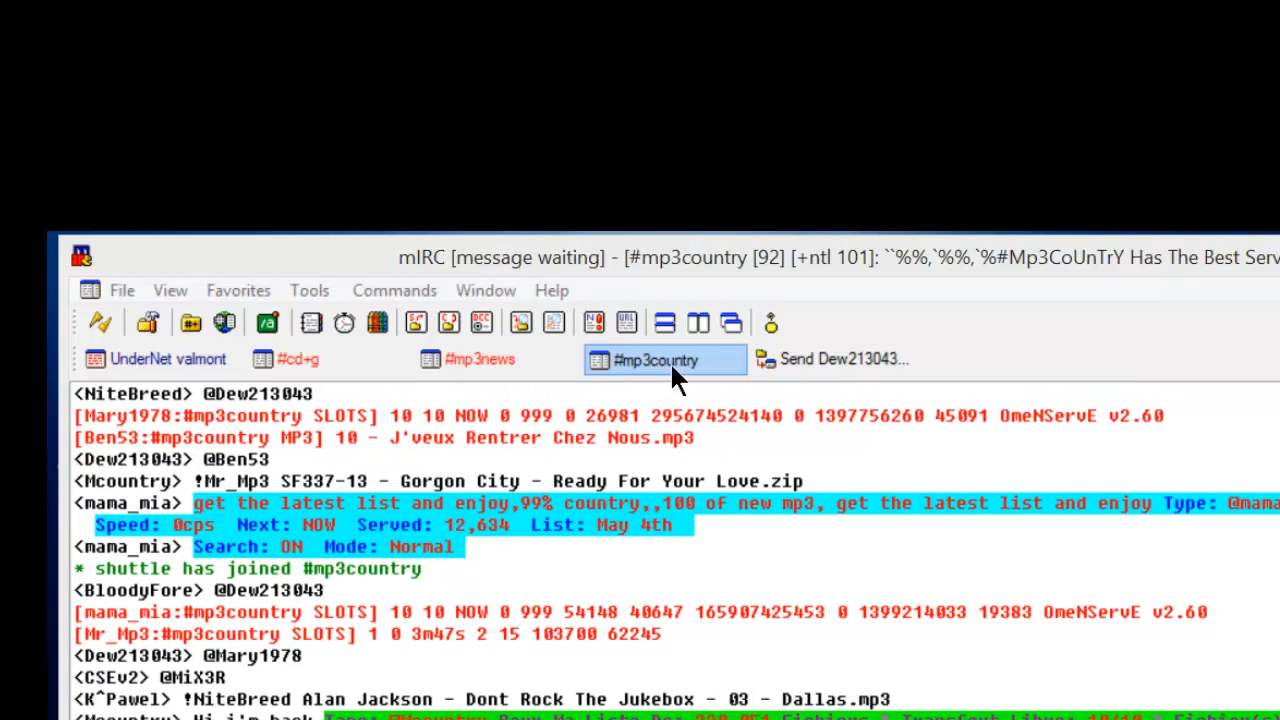 mIRC [message waiting] - [#mp3country [92] [+ntl 101]: ``%%,`%%,`%#Mp3CoUnTrY Has The Best Serv
File View Favorites Tools Commands Window Help
UnderNet valmont #cd+g #mp3news #mp3country Send Dew213043...
<NiteBreed> @Dew213043
[Mary1978:#mp3country SLOTS] 10 10 NOW 0 999 0 26981 295674524140 0 1397756260 45091 OmeNServE v2.60
[Ben53:#mp3country MP3] 10 - J'veux Rentrer Chez Nous.mp3
<Dew213043> @Ben53
<Mcountry> !Mr_Mp3 SF337-13 - Gorgon City - Ready For Your Love.zip
<mama_mia> get the latest list and enjoy,99% country,,100 of new mp3, get the latest list and enjoy Type: @mama
Speed: 0cps Next: NOW Served: 12,634 List: May 4th
<mama_mia> Search: ON Mode: Normal
* shuttle has joined #mp3country
<BloodyFore> @Dew213043
[mama_mia:#mp3country SLOTS] 10 10 NOW 0 999 54148 40647 165907425453 0 1399214033 19383 OmeNServE v2.60
[Mr_Mp3:#mp3country SLOTS] 1 0 3m47s 2 15 103700 62245
<Dew213043> @Mary1978
<CSEv2> @MiX3R
<K^Pawel> !NiteBreed Alan Jackson - Dont Rock The Jukebox - 03 - Dallas.mp3